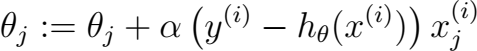 θ_j := θ_j + α (y^{(i)} − h_θ(x^{(i)})) x_j^{(i)}